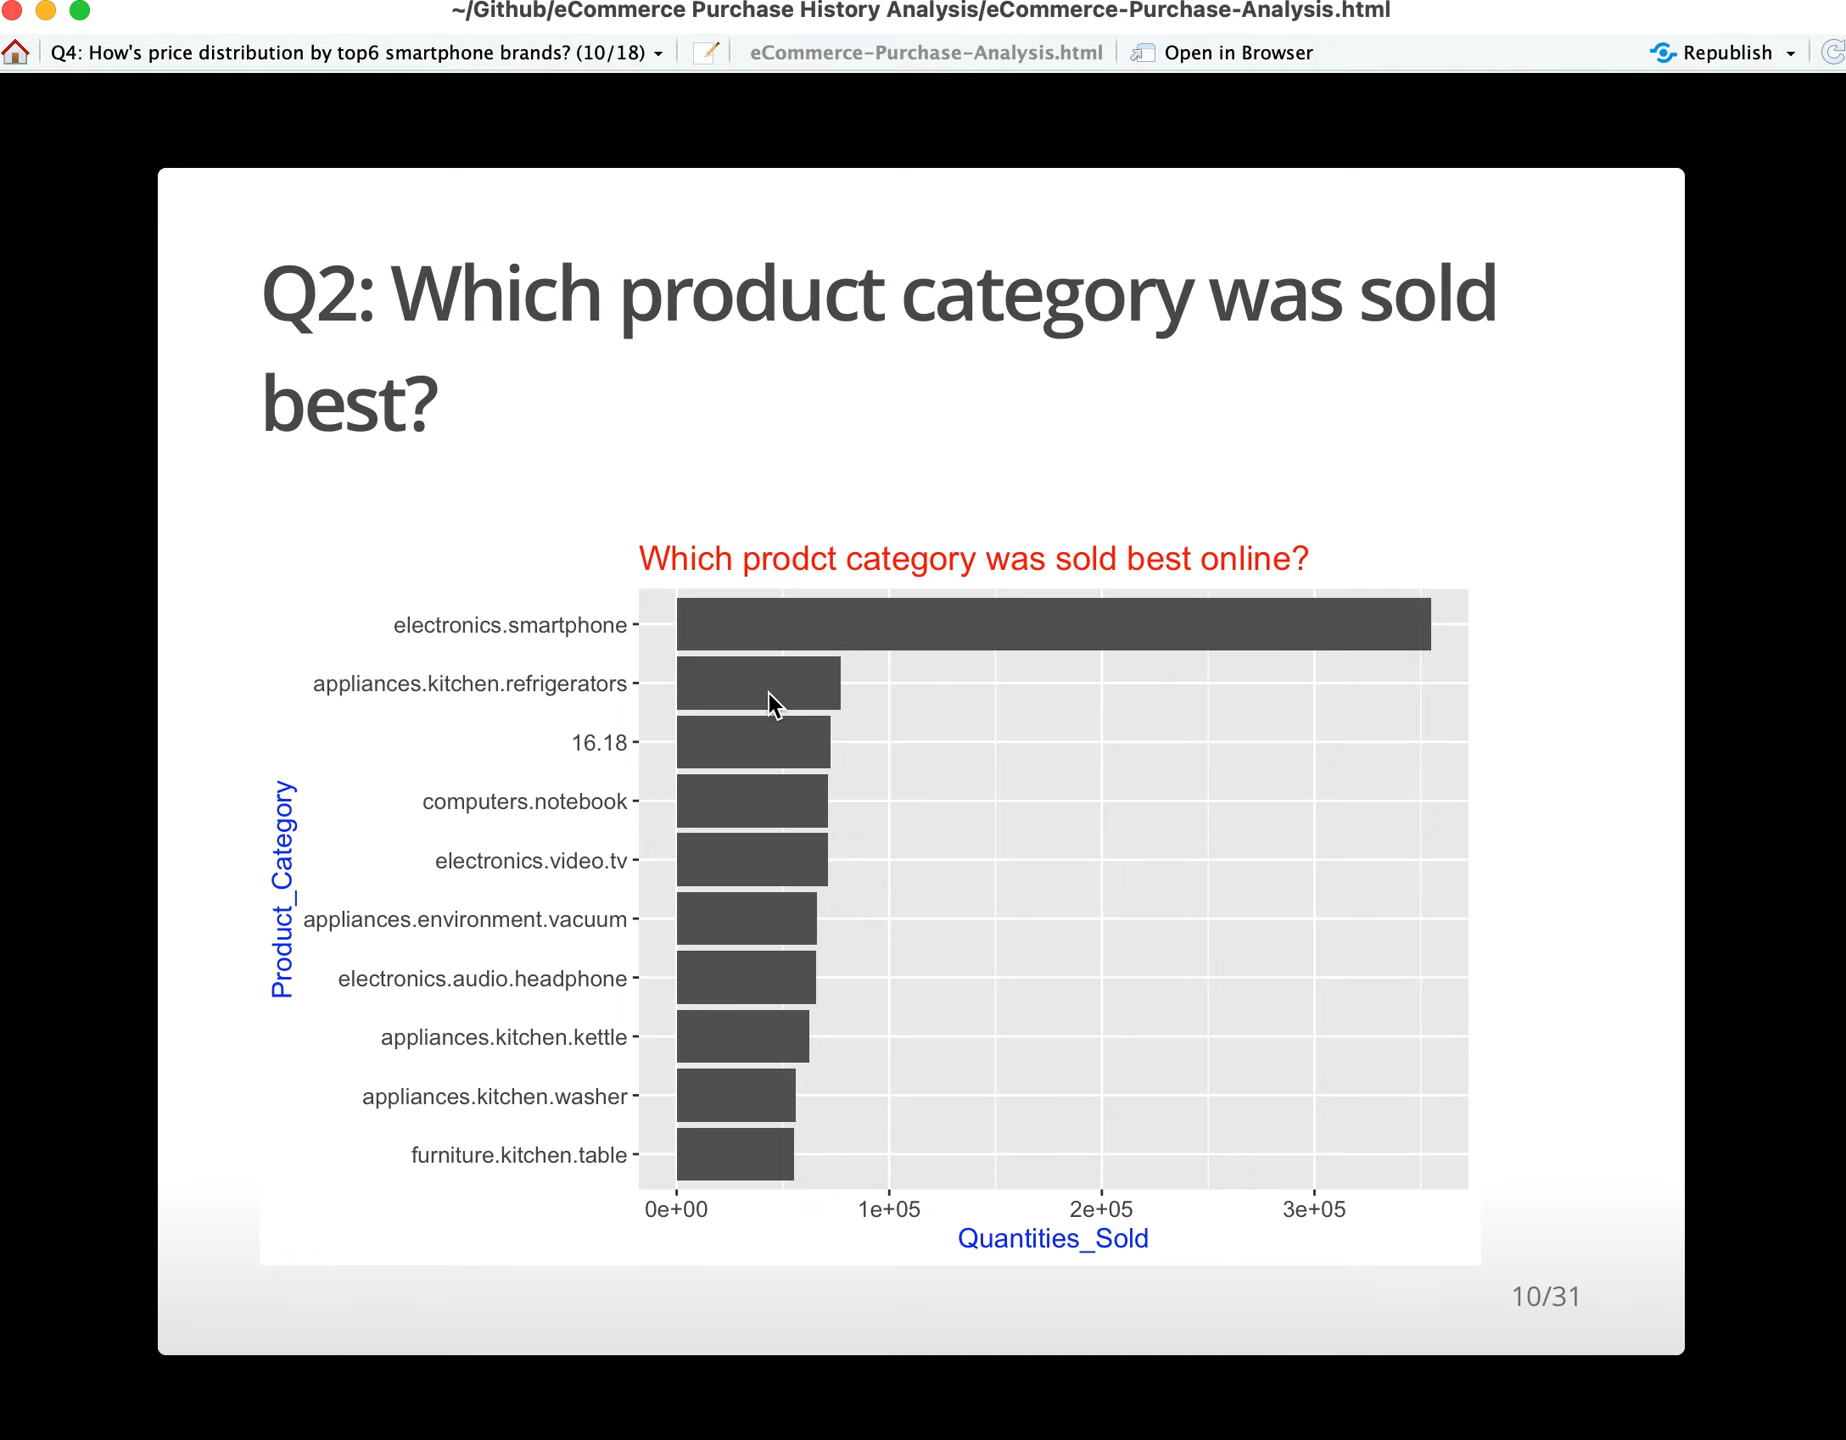 ~/Github/eCommerce Purchase History Analysis/eCommerce-Purchase-Analysis.html
Q4: How's price distribution by top6 smartphone brands? (10/18)
eCommerce-Purchase-Analysis.html
Open in Browser
Republish
Q2: Which product category was sold
best?
Which prodct category was sold best online?
Product_Category
electronics.smartphone
appliances.kitchen.refrigerators
16.18
computers.notebook
electronics.video.tv
appliances.environment.vacuum
electronics.audio.headphone
appliances.kitchen.kettle
appliances.kitchen.washer
furniture.kitchen.table
0e+00 1e+05 2e+05 3e+05
Quantities_Sold
10/31